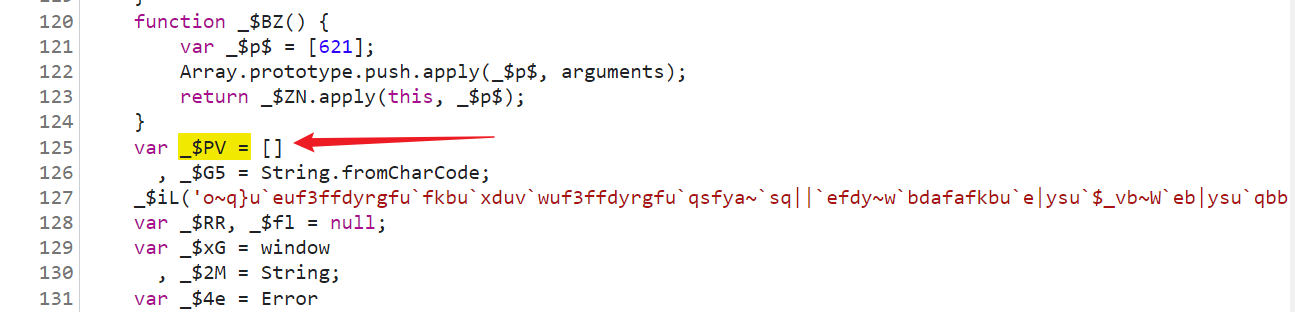 120 function _$BZ() {
121 var _$p$ = [621];
122 Array.prototype.push.apply(_$p$, arguments);
123 return _$ZN.apply(this, _$p$);
124 }
125 var _$PV = []
126 , _$G5 = String.fromCharCode;
127 _$iL('o~q}u`euf3ffdyrgfu`fkbu`xduv`wuf3ffdyrgfu`qsfya~`sq||`efdy~w`bdafafkbu`e|ysu`$_vb~W`eb|ysu`qbb
128 var _$RR, _$fl = null;
129 var _$xG = window
130 , _$2M = String;
131 var _$4e = Error